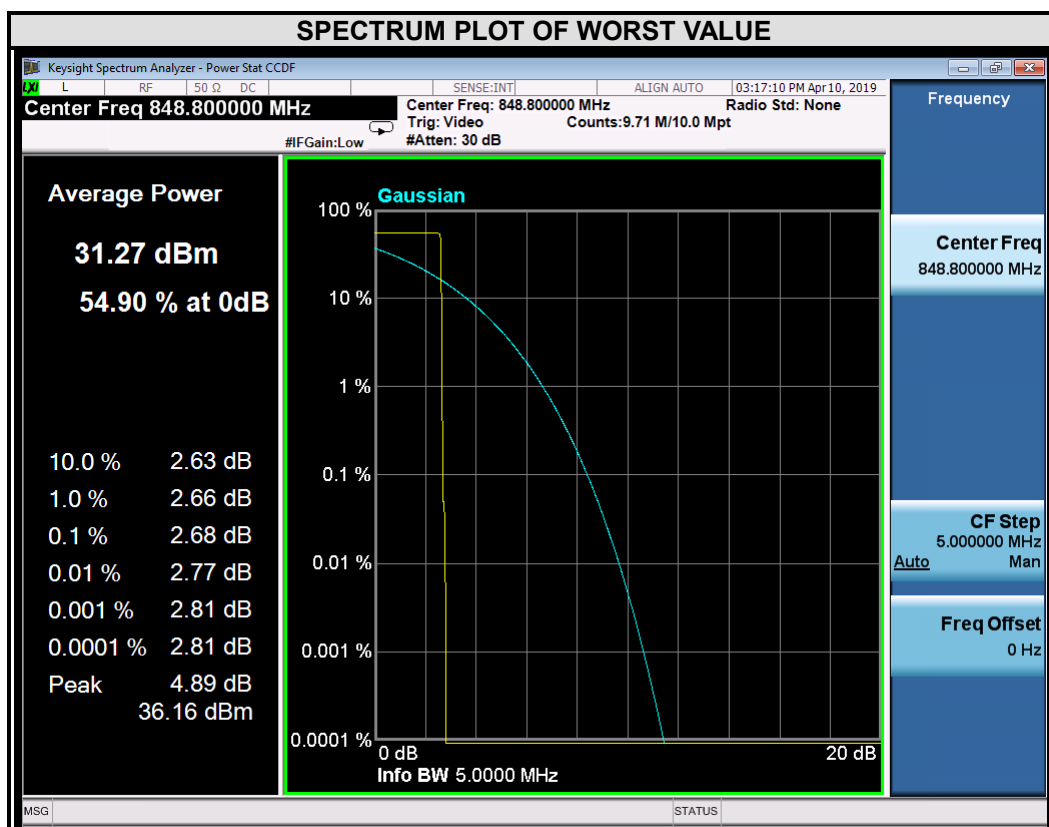 SPECTRUM PLOT OF WORST VALUE
Keysight Spectrum Analyzer - Power Stat CCDF
LXI L RF 50 Ω DC SENSE:INT ALIGN AUTO 03:17:10 PM Apr 10, 2019
Center Freq 848.800000 MHz
#IFGain:Low
Center Freq: 848.800000 MHz Radio Std: None
Trig: Video Counts:9.71 M/10.0 Mpt
#Atten: 30 dB
Average Power
31.27 dBm
54.90 % at 0dB
10.0 % 2.63 dB
1.0 % 2.66 dB
0.1 % 2.68 dB
0.01 % 2.77 dB
0.001 % 2.81 dB
0.0001 % 2.81 dB
Peak 4.89 dB
36.16 dBm
Gaussian
100 %
10 %
1 %
0.1 %
0.01 %
0.001 %
0.0001 %
0 dB 20 dB
Info BW 5.0000 MHz
Frequency
Center Freq
848.800000 MHz
CF Step
5.000000 MHz
Auto Man
Freq Offset
0 Hz
MSG STATUS